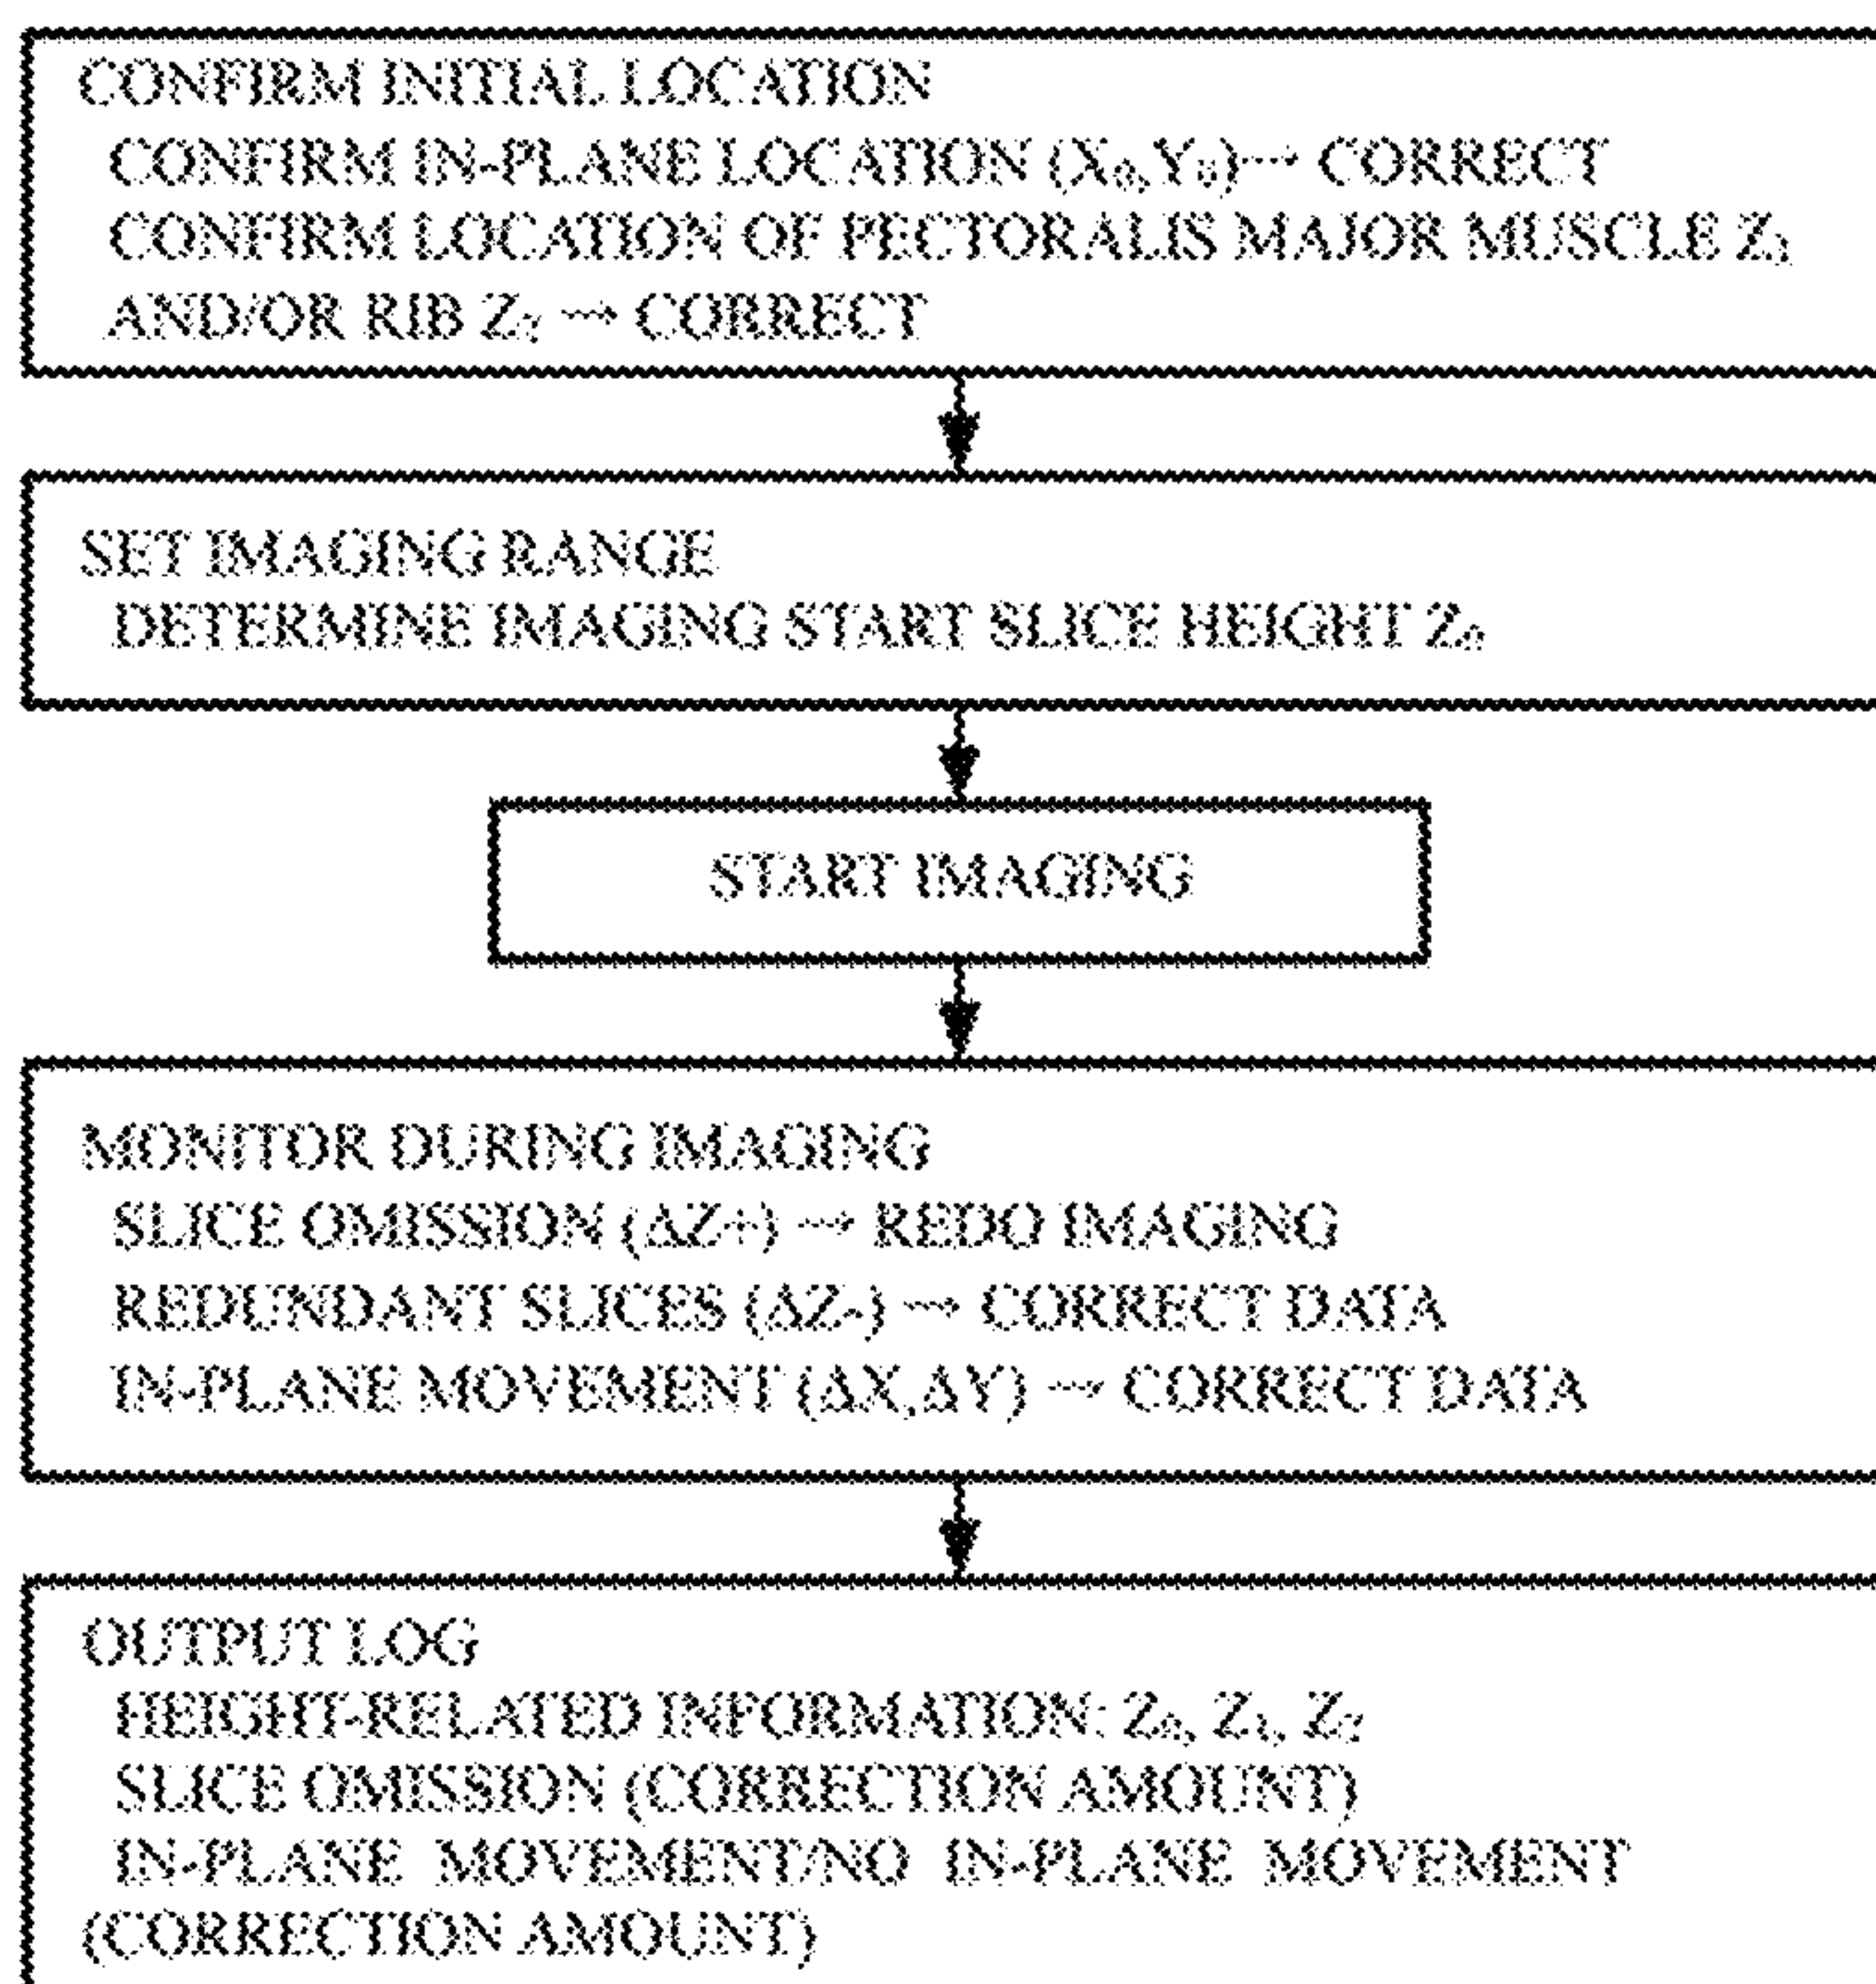 CONFIRM INITIAL LOCATION
CONFIRM IN-PLANE LOCATION (X₀,Y₀)→ CORRECT
CONFIRM LOCATION OF PECTORALIS MAJOR MUSCLE Z₁
AND/OR RIB Z₂ → CORRECT
SET IMAGING RANGE
DETERMINE IMAGING START SLICE HEIGHT Z₀
START IMAGING
MONITOR DURING IMAGING
SLICE OMISSION (ΔZ+) → REDO IMAGING
REDUNDANT SLICES (ΔZ-) → CORRECT DATA
IN-PLANE MOVEMENT (ΔX,ΔY) → CORRECT DATA
OUTPUT LOG
HEIGHT-RELATED INFORMATION: Z₀, Z₁, Z₂
SLICE OMISSION (CORRECTION AMOUNT)
IN-PLANE MOVEMENT/NO IN-PLANE MOVEMENT
(CORRECTION AMOUNT)